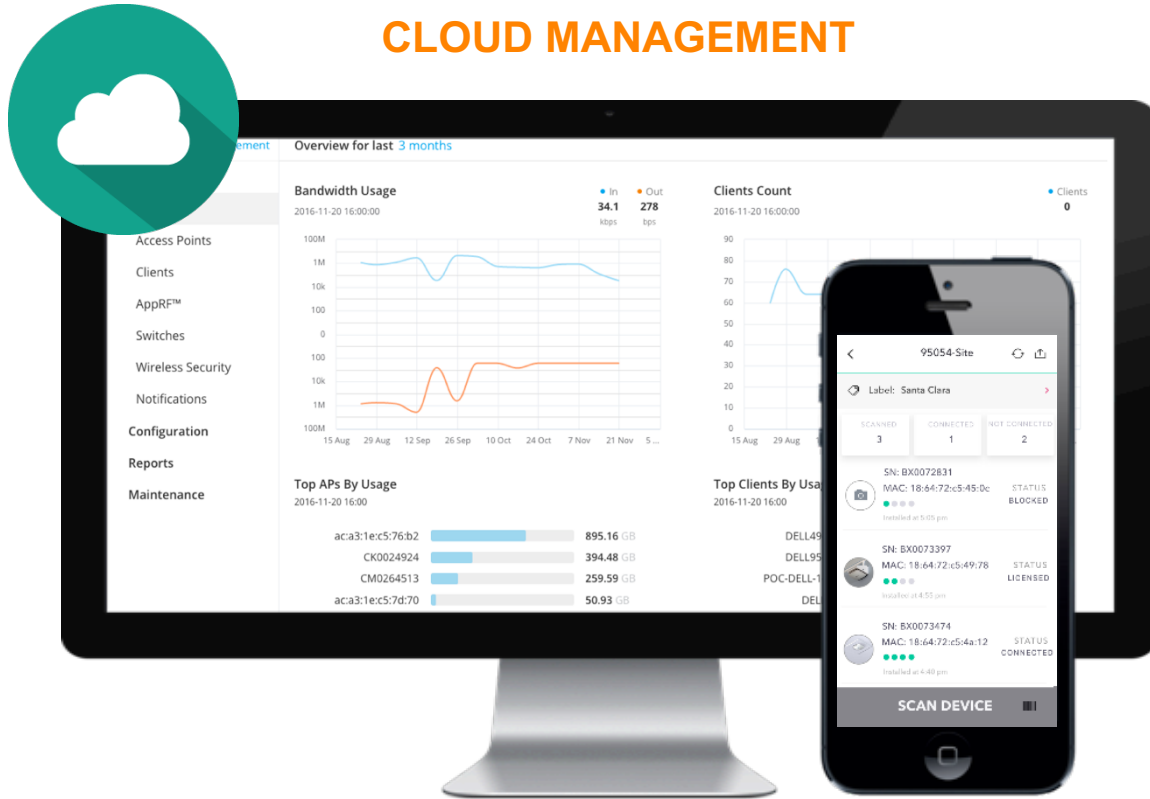 CLOUD MANAGEMENT
ement
Overview for last 3 months
Access Points
Clients
AppRF™
Switches
Wireless Security
Notifications
Configuration
Reports
Maintenance
Bandwidth Usage
In Out
2016-11-20 16:00:00
34.1 278
kbps bps
100M
1M
10k
100
0
100
10k
1M
100M
15 Aug 29 Aug 12 Sep 26 Sep 10 Oct 24 Oct 7 Nov 21 Nov 5 ...
Clients Count
Clients
2016-11-20 16:00:00
0
90
80
70
60
50
40
30
20
10
0
15 Aug 29 Aug
Top APs By Usage
2016-11-20 16:00
ac:a3:1e:c5:76:b2 895.16 GB
CK0024924 394.48 GB
CM0264513 259.59 GB
ac:a3:1e:c5:7d:70 50.93 GB
Top Clients By Usa
2016-11-20 16:00
DELL49
DELL95
POC-DELL-1
DEL
95054-Site
Label: Santa Clara
SCANNED CONNECTED NOT CONNECTED
3 1 2
SN: BX0072831
MAC: 18:64:72:c5:45:0c
STATUS
BLOCKED
Installed at 5:05 pm
SN: BX0073397
MAC: 18:64:72:c5:49:78
STATUS
LICENSED
Installed at 4:55 pm
SN: BX0073474
MAC: 18:64:72:c5:4a:12
STATUS
CONNECTED
Installed at 4:48 pm
SCAN DEVICE